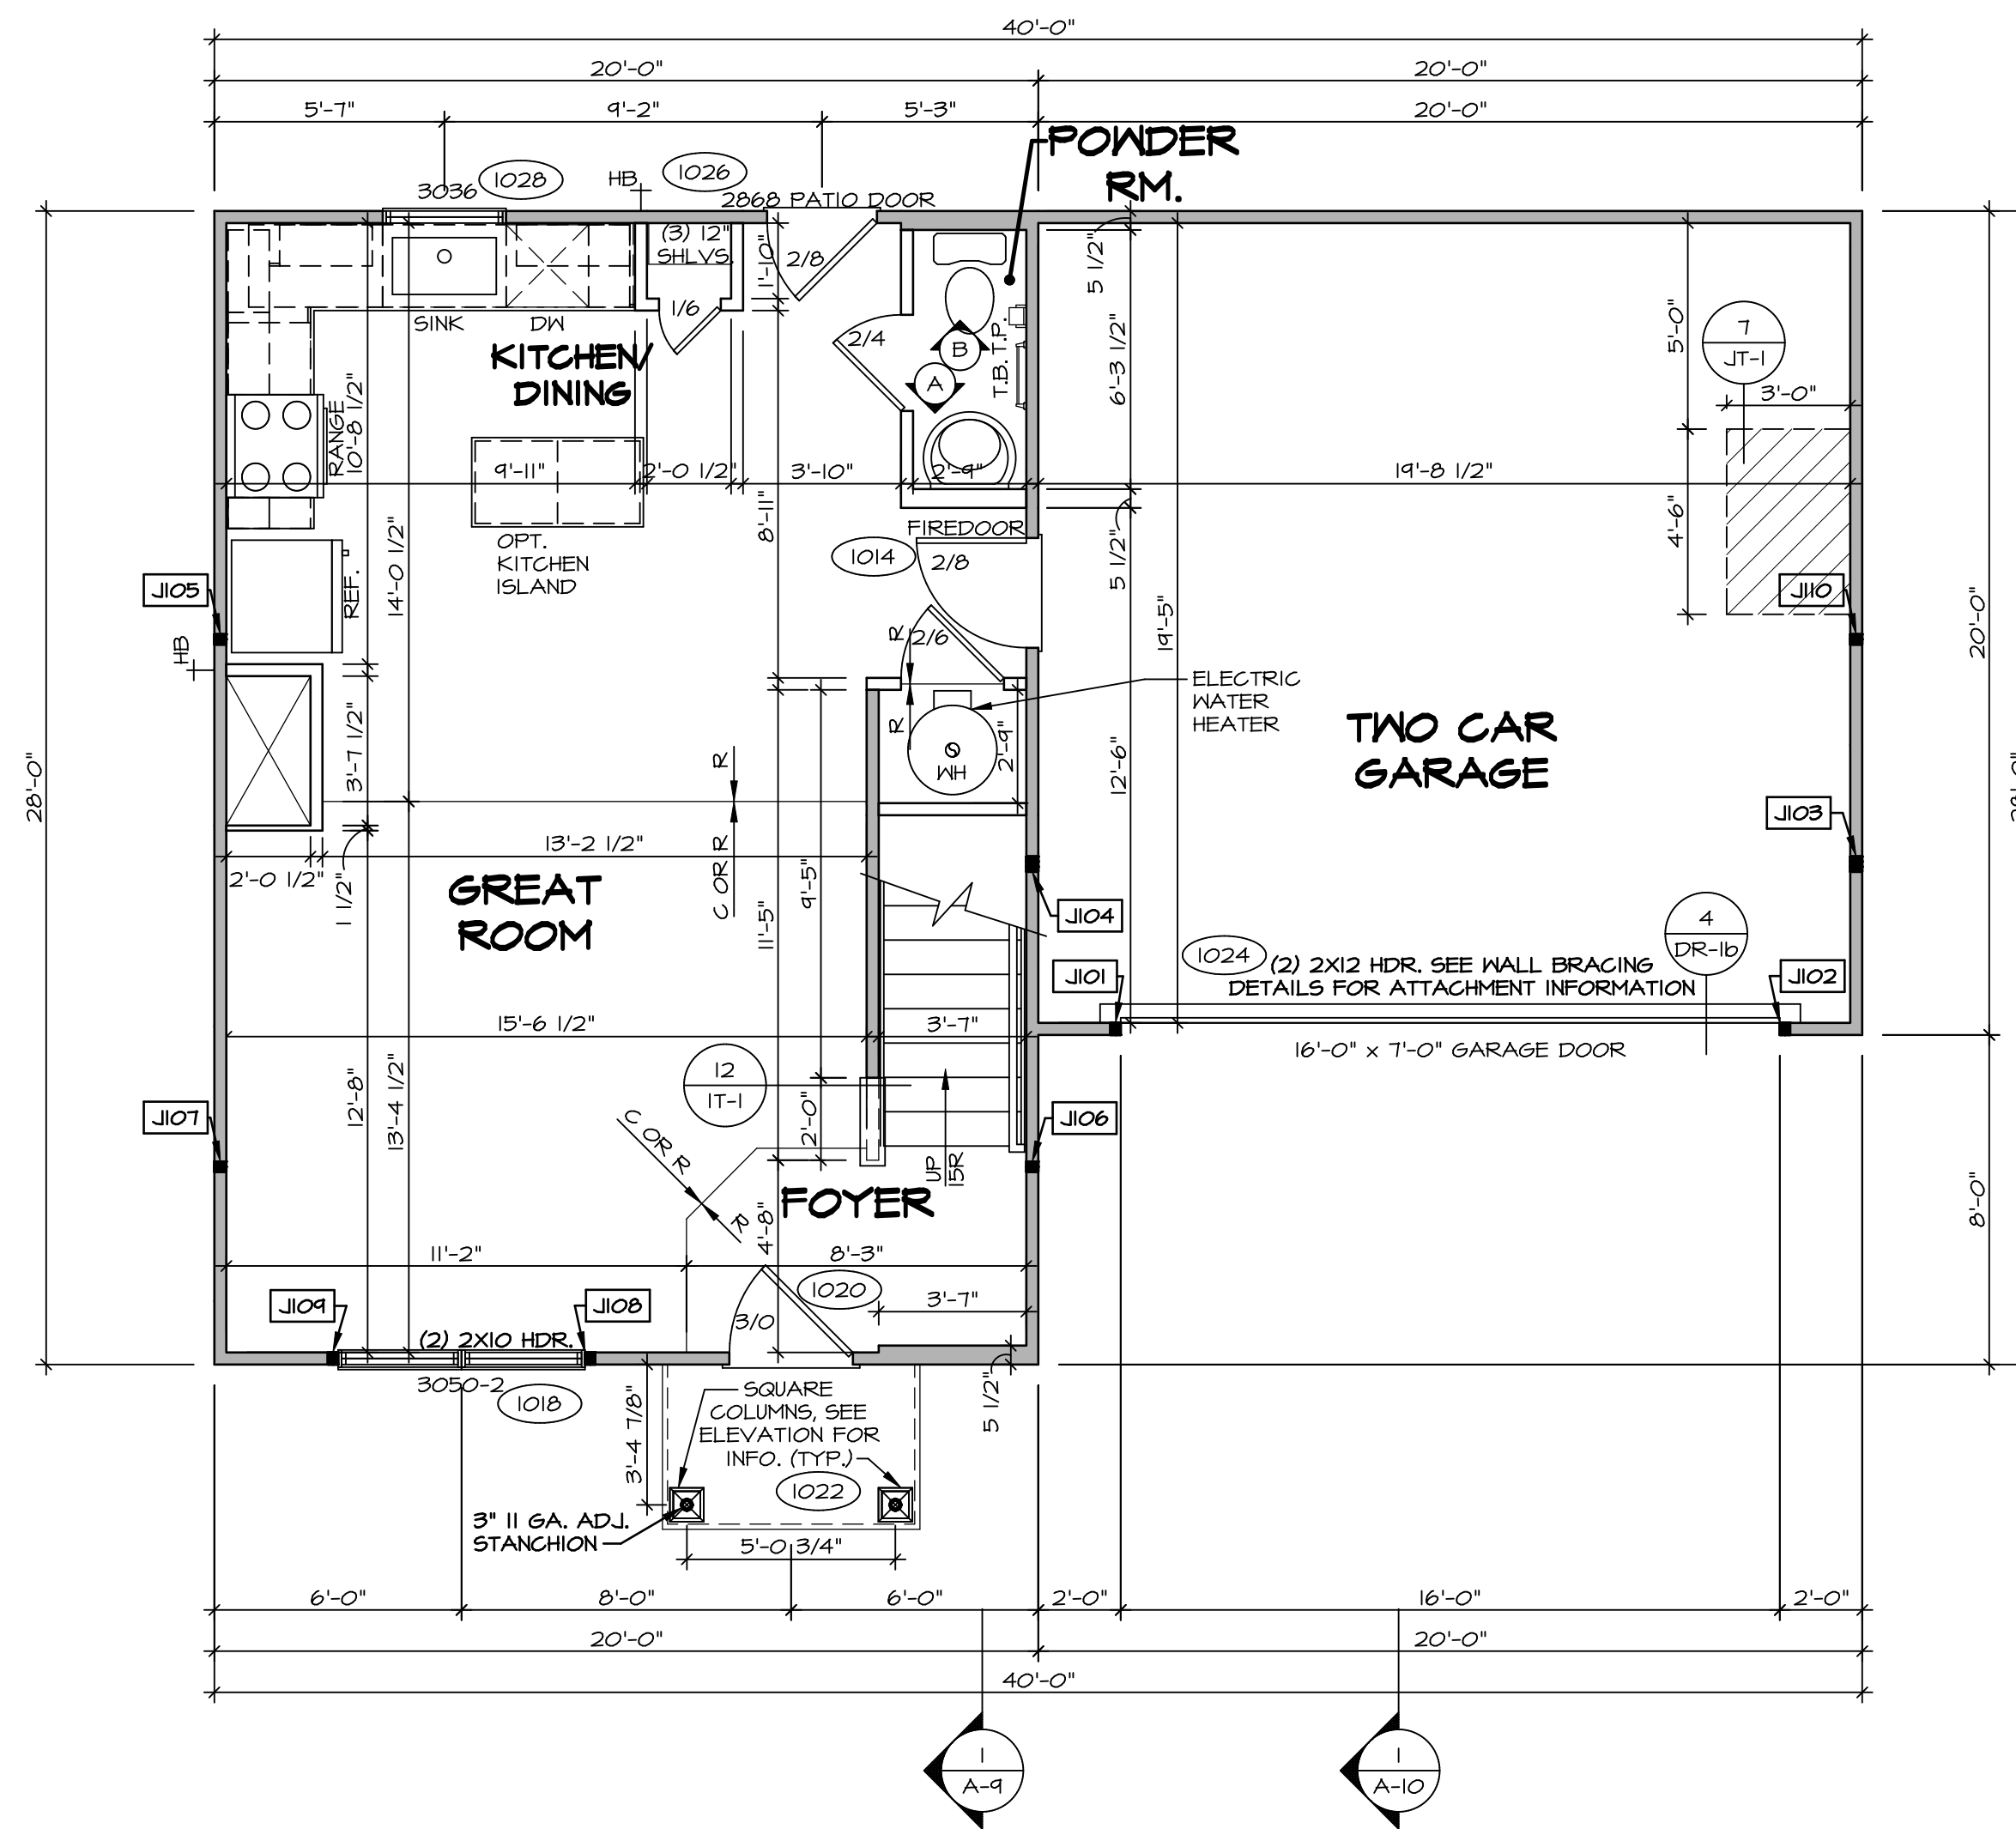 40'-0"
20'-0" 20'-0"
5'-7" 9'-2" 5'-3" 20'-0"
POWDER
RM.
3036 1028 HB 1026
2868 PATIO DOOR
(3) 12"
SHLVS.
1'-10" 2/8
5 1/2"
1/6
SINK DW
2/4
KITCHEN/
DINING
B
A
T.B. T.P.
6'-3 1/2"
5'-0"
7
JT-1
3'-0"
RANGE
10'-8 1/2"
9'-11" 2'-0 1/2" 3'-10" 2'-9" 19'-8 1/2"
8'-11"
OPT.
KITCHEN
ISLAND
FIREDOOR
1014 2/8
5 1/2"
4'-6"
J105
REF.
14'-0 1/2"
J110
HB
R
2/6
19'-5"
20'-0"
ELECTRIC
WATER
HEATER
R
2'-9"
WH
28'-0"
3'-7 1/2"
R
12'-6"
TWO CAR
GARAGE
J103
13'-2 1/2"
2'-0 1/2"
1 1/2"
C OR R
9'-5"
11'-5"
GREAT
ROOM
J104
4
DR-1b
1024
(2) 2X12 HDR. SEE WALL BRACING
DETAILS FOR ATTACHMENT INFORMATION
J101 J102
15'-6 1/2" 3'-7"
16'-0" x 7'-0" GARAGE DOOR
12
IT-1
12'-8"
13'-4 1/2"
2'-0"
J107
J106
C OR R
R
UP
15R
FOYER
4'-8"
8'-0"
11'-2" 8'-3"
1020
3'-7"
J109 J108
3/0
(2) 2X10 HDR.
3050-2 1018
3'-4 7/8"
5 1/2"
SQUARE
COLUMNS, SEE
ELEVATION FOR
INFO. (TYP.)
1022
3" 11 GA. ADJ.
STANCHION
5'-0 3/4"
6'-0" 8'-0" 6'-0" 2'-0" 16'-0" 2'-0"
20'-0" 20'-0"
40'-0"
1
A-9
1
A-10